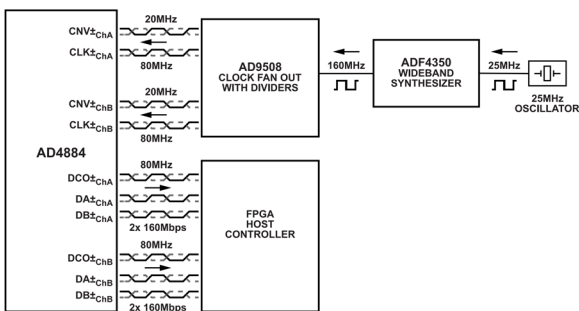 20MHz
CNV±ChA
CLK±ChA
80MHz
20MHz
CNV±ChB
CLK±ChB
80MHz
AD4884
80MHz
DCO±ChA
DA±ChA
DB±ChA
2x 160Mbps
80MHz
DCO±ChB
DA±ChB
DB±ChB
2x 160Mbps
AD9508
CLOCK FAN OUT
WITH DIVIDERS
160MHz
ADF4350
WIDEBAND
SYNTHESIZER
25MHz
25MHz
OSCILLATOR
FPGA
HOST
CONTROLLER